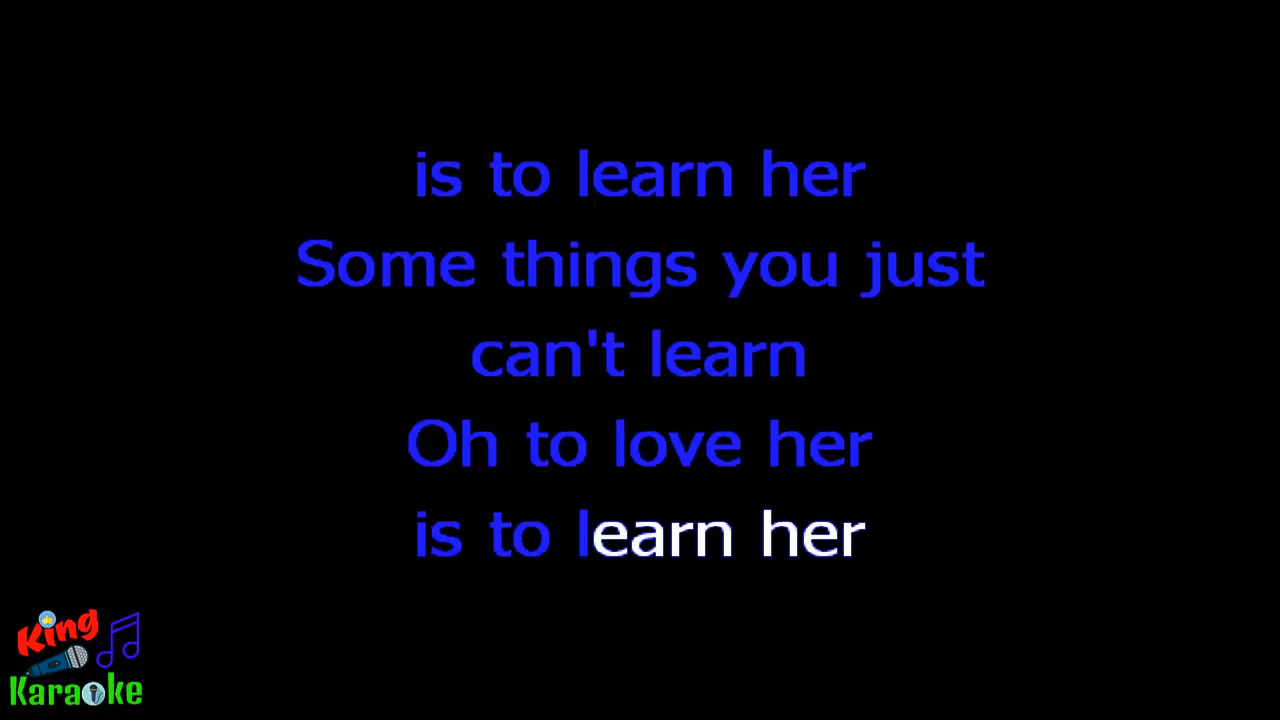 is to learn her
Some things you just
can't learn
Oh to love her
is to learn her
King
Karaoke